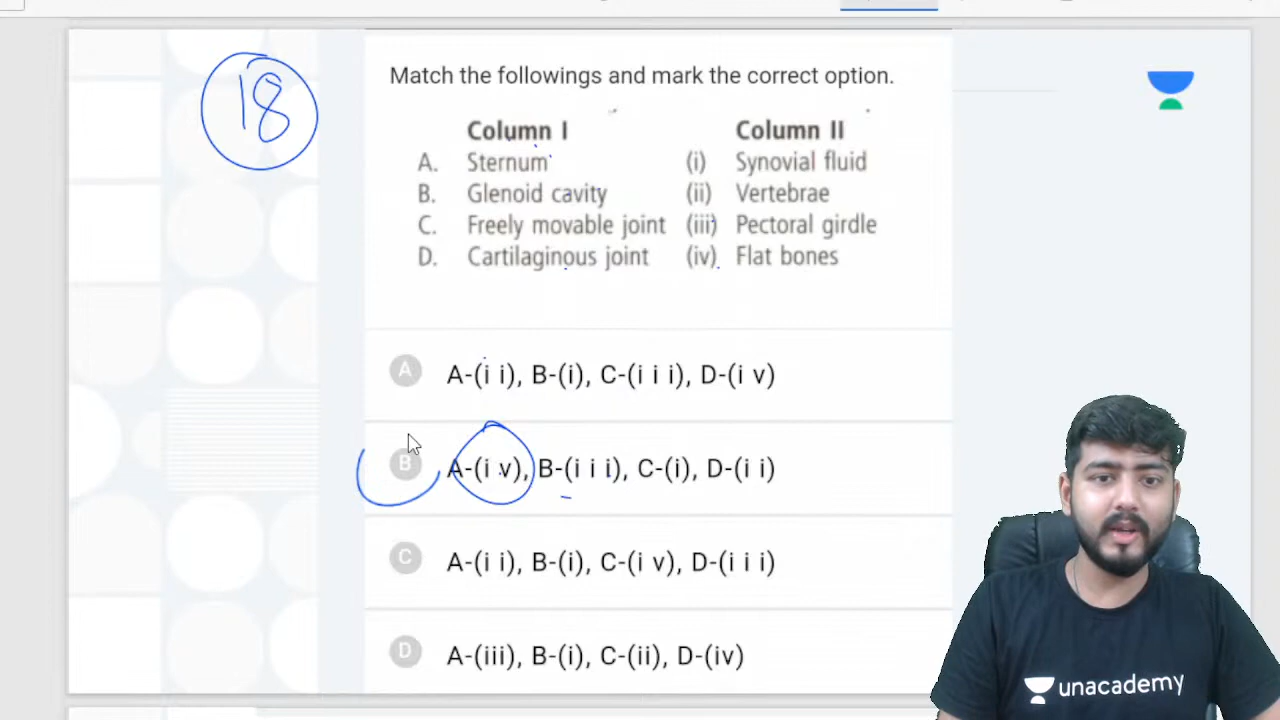 18
Match the followings and mark the correct option.
Column I Column II
A. Sternum (i) Synovial fluid
B. Glenoid cavity (ii) Vertebrae
C. Freely movable joint (iii) Pectoral girdle
D. Cartilaginous joint (iv) Flat bones
A A-(i i), B-(i), C-(i i i), D-(i v)
B A-(i v), B-(i i i), C-(i), D-(i i)
C A-(i i), B-(i), C-(i v), D-(i i i)
D A-(iii), B-(i), C-(ii), D-(iv)
unacademy